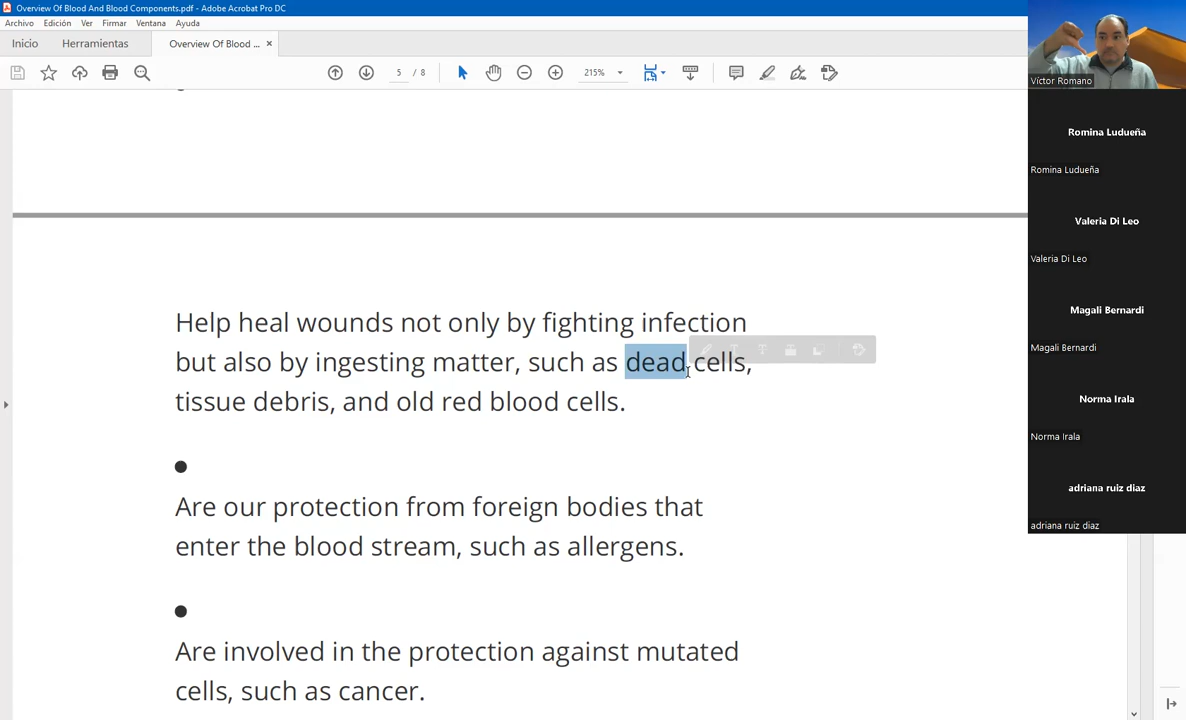 Overview Of Blood And Blood Components.pdf - Adobe Acrobat Pro DC
Archivo Edición Ver Firmar Ventana Ayuda
Inicio Herramientas Overview Of Blood ... ×
5 / 8 215%
Help heal wounds not only by fighting infection
but also by ingesting matter, such as dead cells,
tissue debris, and old red blood cells.
●
Are our protection from foreign bodies that
enter the blood stream, such as allergens.
●
Are involved in the protection against mutated
cells, such as cancer.
Víctor Romano
Romina Ludueña
Romina Ludueña
Valeria Di Leo
Valeria Di Leo
Magali Bernardi
Magali Bernardi
Norma Irala
Norma Irala
adriana ruiz diaz
adriana ruiz diaz